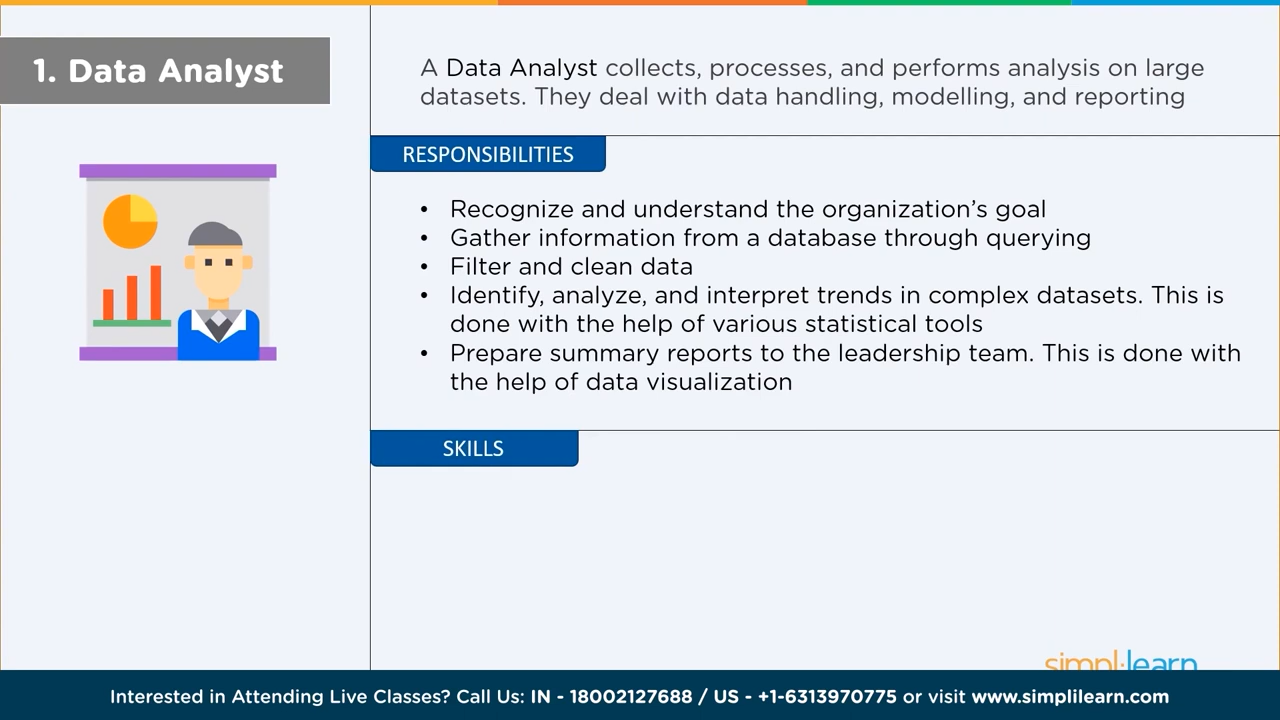 1. Data Analyst
A Data Analyst collects, processes, and performs analysis on large
datasets. They deal with data handling, modelling, and reporting
RESPONSIBILITIES
• Recognize and understand the organization’s goal
• Gather information from a database through querying
• Filter and clean data
• Identify, analyze, and interpret trends in complex datasets. This is
done with the help of various statistical tools
• Prepare summary reports to the leadership team. This is done with
the help of data visualization
SKILLS
simpl·learn
Interested in Attending Live Classes? Call Us: IN - 18002127688 / US - +1-6313970775 or visit www.simplilearn.com